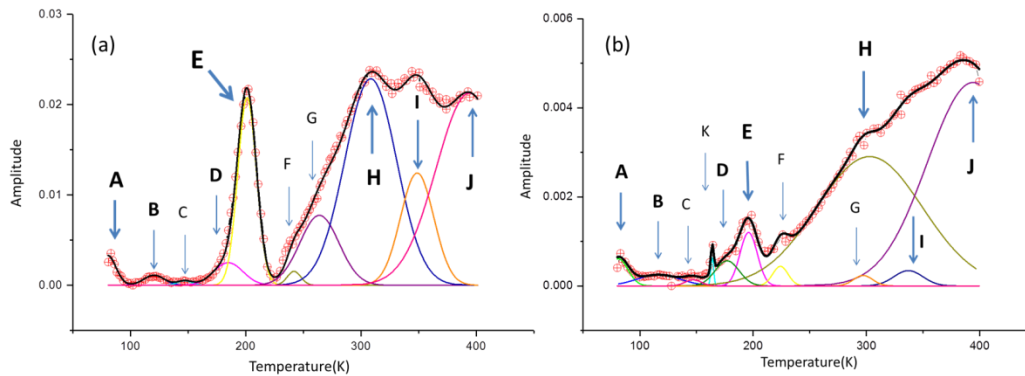 (a)
A
B
C
D
E
F
G
H
I
J
Amplitude
0.03
0.02
0.01
0.00
100
200
300
400
Temperature(K)
(b)
A
B
C
K
D
E
F
H
G
I
J
Amplitude
0.006
0.004
0.002
0.000
100
200
300
400
Temperature(K)